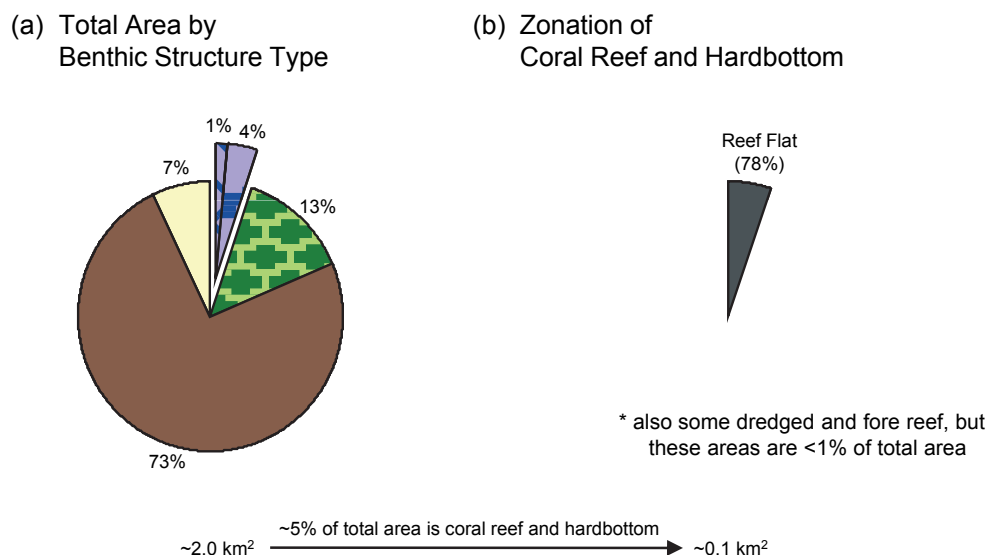 (a) Total Area by
Benthic Structure Type
(b) Zonation of
Coral Reef and Hardbottom
1%
4%
7%
13%
73%
Reef Flat
(78%)
* also some dredged and fore reef, but
these areas are <1% of total area
~5% of total area is coral reef and hardbottom
~2.0 km²
~0.1 km²